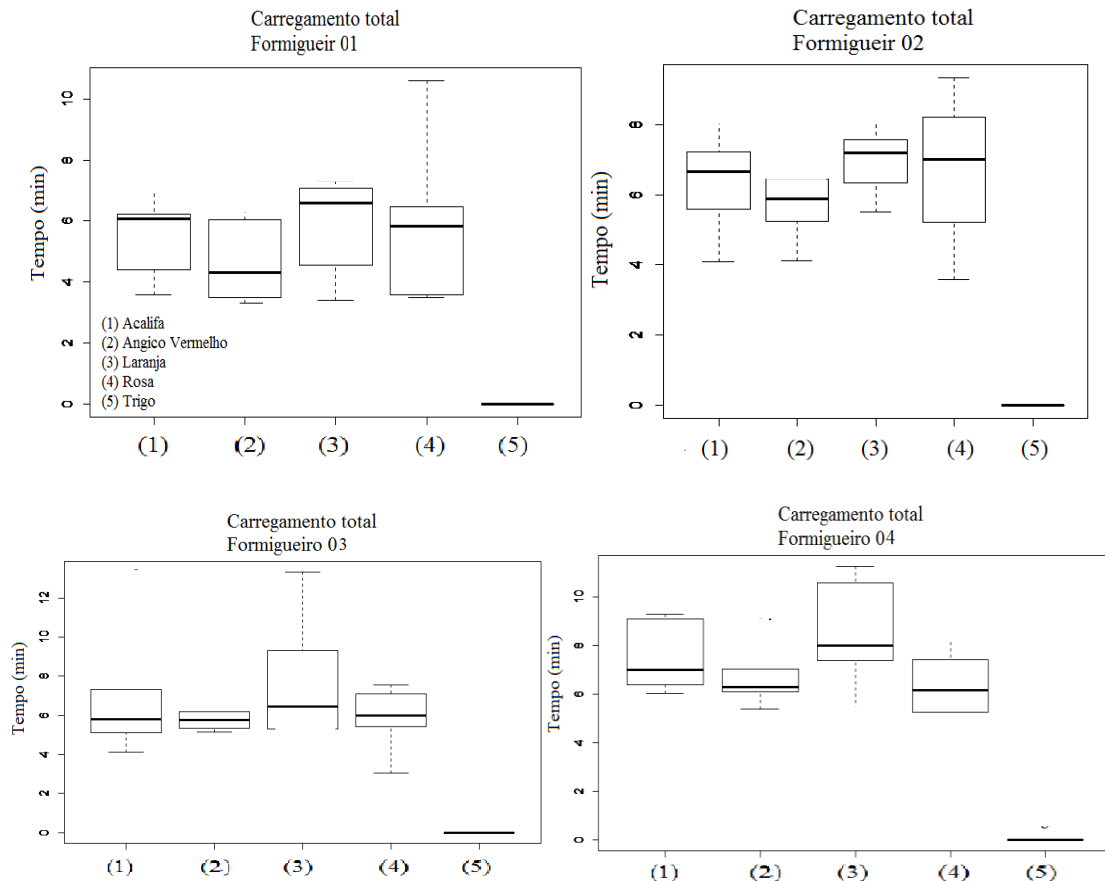 Carregamento total
Formigueir 01
Tempo (min)
10
8
6
4
2
0
(1) Acalifa
(2) Angico Vermelho
(3) Laranja
(4) Rosa
(5) Trigo
(1) (2) (3) (4) (5)
Carregamento total
Formigueir 02
Tempo (min)
8
6
4
2
0
(1) (2) (3) (4) (5)
Carregamento total
Formigueiro 03
Tempo (min)
12
10
8
6
4
2
0
(1) (2) (3) (4) (5)
Carregamento total
Formigueiro 04
Tempo (min)
10
8
6
4
2
0
(1) (2) (3) (4) (5)